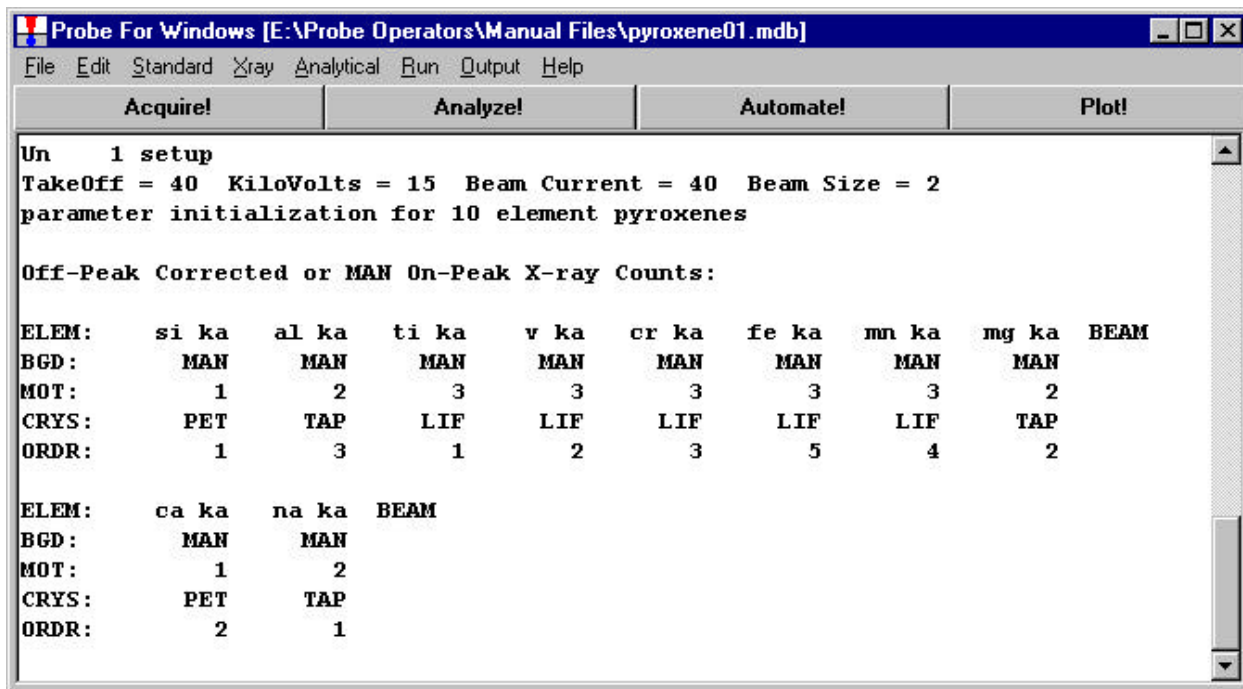 Probe For Windows [E:\Probe Operators\Manual Files\pyroxene01.mdb]
File Edit Standard Xray Analytical Run Output Help
Acquire! Analyze! Automate! Plot!
Un 1 setup
TakeOff = 40 KiloVolts = 15 Beam Current = 40 Beam Size = 2
parameter initialization for 10 element pyroxenes
Off-Peak Corrected or MAN On-Peak X-ray Counts:
ELEM: si ka al ka ti ka v ka cr ka fe ka mn ka mg ka BEAM
BGD: MAN MAN MAN MAN MAN MAN MAN MAN
MOT: 1 2 3 3 3 3 3 2
CRYS: PET TAP LIF LIF LIF LIF LIF TAP
ORDR: 1 3 1 2 3 5 4 2
ELEM: ca ka na ka BEAM
BGD: MAN MAN
MOT: 1 2
CRYS: PET TAP
ORDR: 2 1